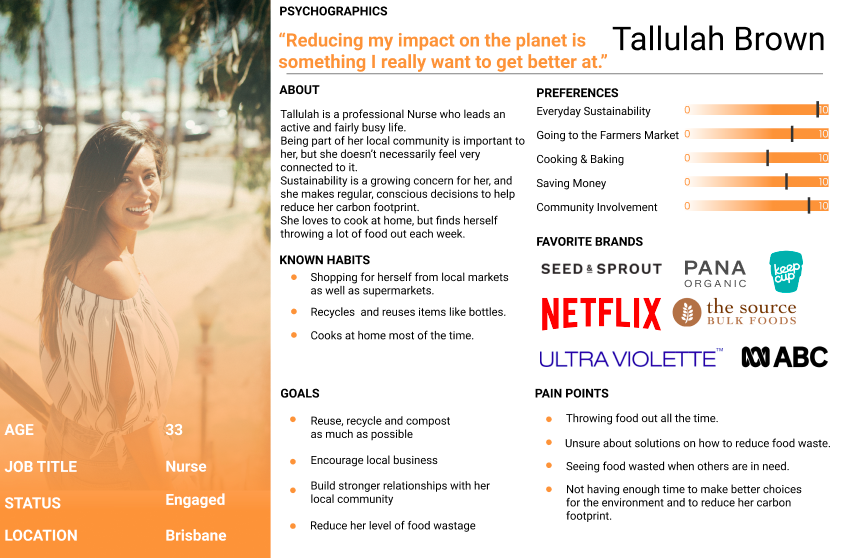 PSYCHOGRAPHICS
“Reducing my impact on the planet is
something I really want to get better at.”
Tallulah Brown
ABOUT
Tallulah is a professional Nurse who leads an
active and fairly busy life.
Being part of her local community is important to
her, but she doesn’t necessarily feel very
connected to it.
Sustainability is a growing concern for her, and
she makes regular, conscious decisions to help
reduce her carbon footprint.
She loves to cook at home, but finds herself
throwing a lot of food out each week.
KNOWN HABITS
Shopping for herself from local markets
as well as supermarkets.
Recycles and reuses items like bottles.
Cooks at home most of the time.
PREFERENCES
Everyday Sustainability 0 10
Going to the Farmers Market 0 10
Cooking & Baking 0 10
Saving Money 0 10
Community Involvement 0 10
FAVORITE BRANDS
SEED & SPROUT
PANA
ORGANIC
keep
cup
NETFLIX
the source
BULK FOODS
ULTRA VIOLETTE™
ABC
GOALS
Reuse, recycle and compost
as much as possible
Encourage local business
Build stronger relationships with her
local community
Reduce her level of food wastage
PAIN POINTS
Throwing food out all the time.
Unsure about solutions on how to reduce food waste.
Seeing food wasted when others are in need.
Not having enough time to make better choices
for the environment and to reduce her carbon
footprint.
AGE 33
JOB TITLE Nurse
STATUS Engaged
LOCATION Brisbane